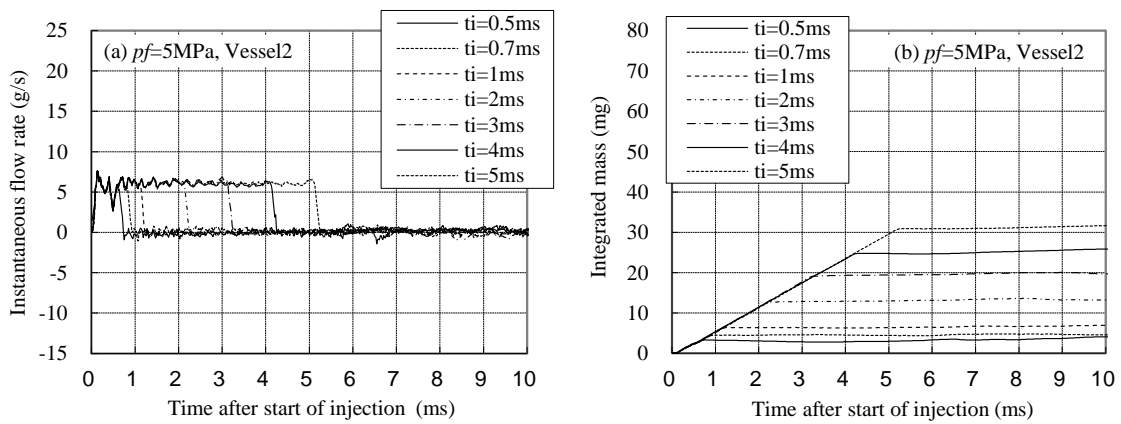 (a) pf=5MPa, Vessel2
ti=0.5ms
ti=0.7ms
ti=1ms
ti=2ms
ti=3ms
ti=4ms
ti=5ms
Instantaneous flow rate (g/s)
25
20
15
10
5
0
-5
-10
-15
0 1 2 3 4 5 6 7 8 9 10
Time after start of injection (ms)
(b) pf=5MPa, Vessel2
ti=0.5ms
ti=0.7ms
ti=1ms
ti=2ms
ti=3ms
ti=4ms
ti=5ms
Integrated mass (mg)
80
70
60
50
40
30
20
10
0
0 1 2 3 4 5 6 7 8 9 10
Time after start of injection (ms)